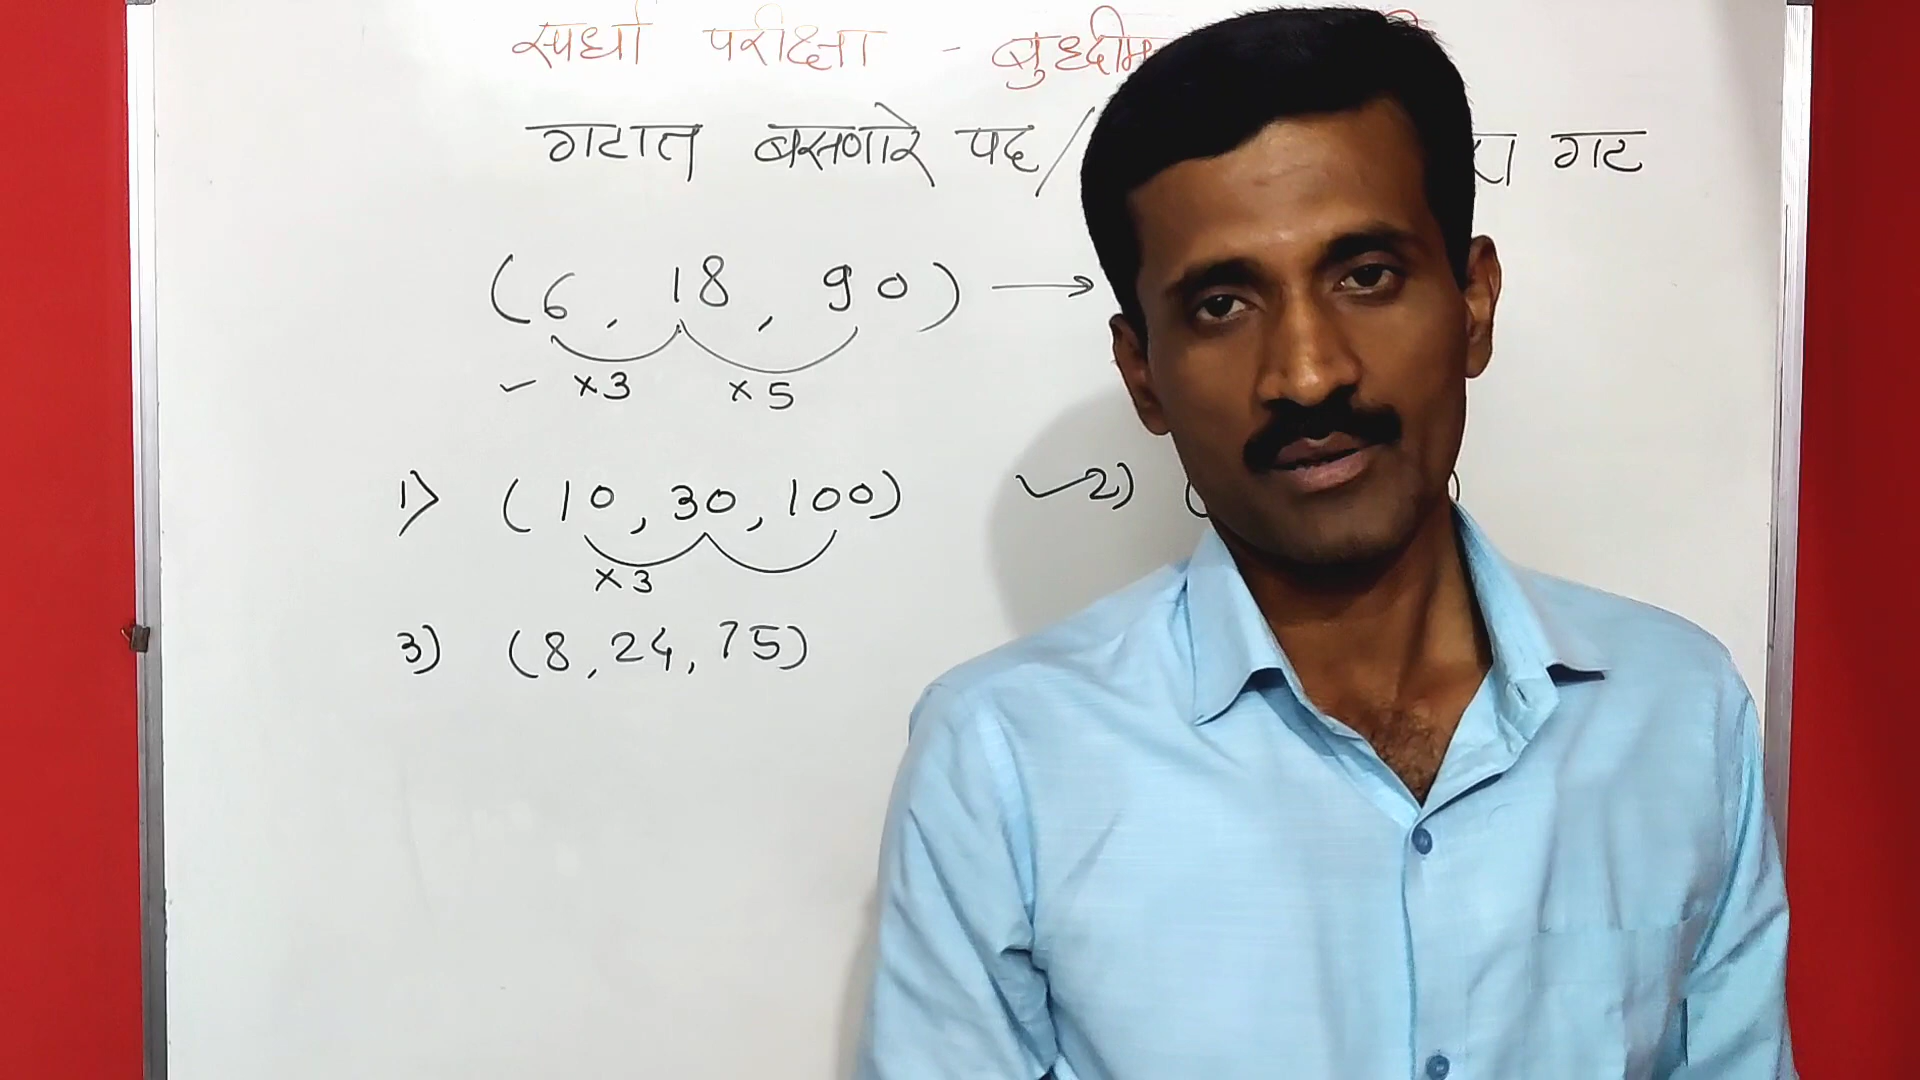 स्पर्धा परीक्षा -
गटात बसणारे पद / गट
(6, 18, 90) →
✓ ×3 ×5
1) (10, 30, 100) ✓2) (
×3
3) (8, 24, 75)